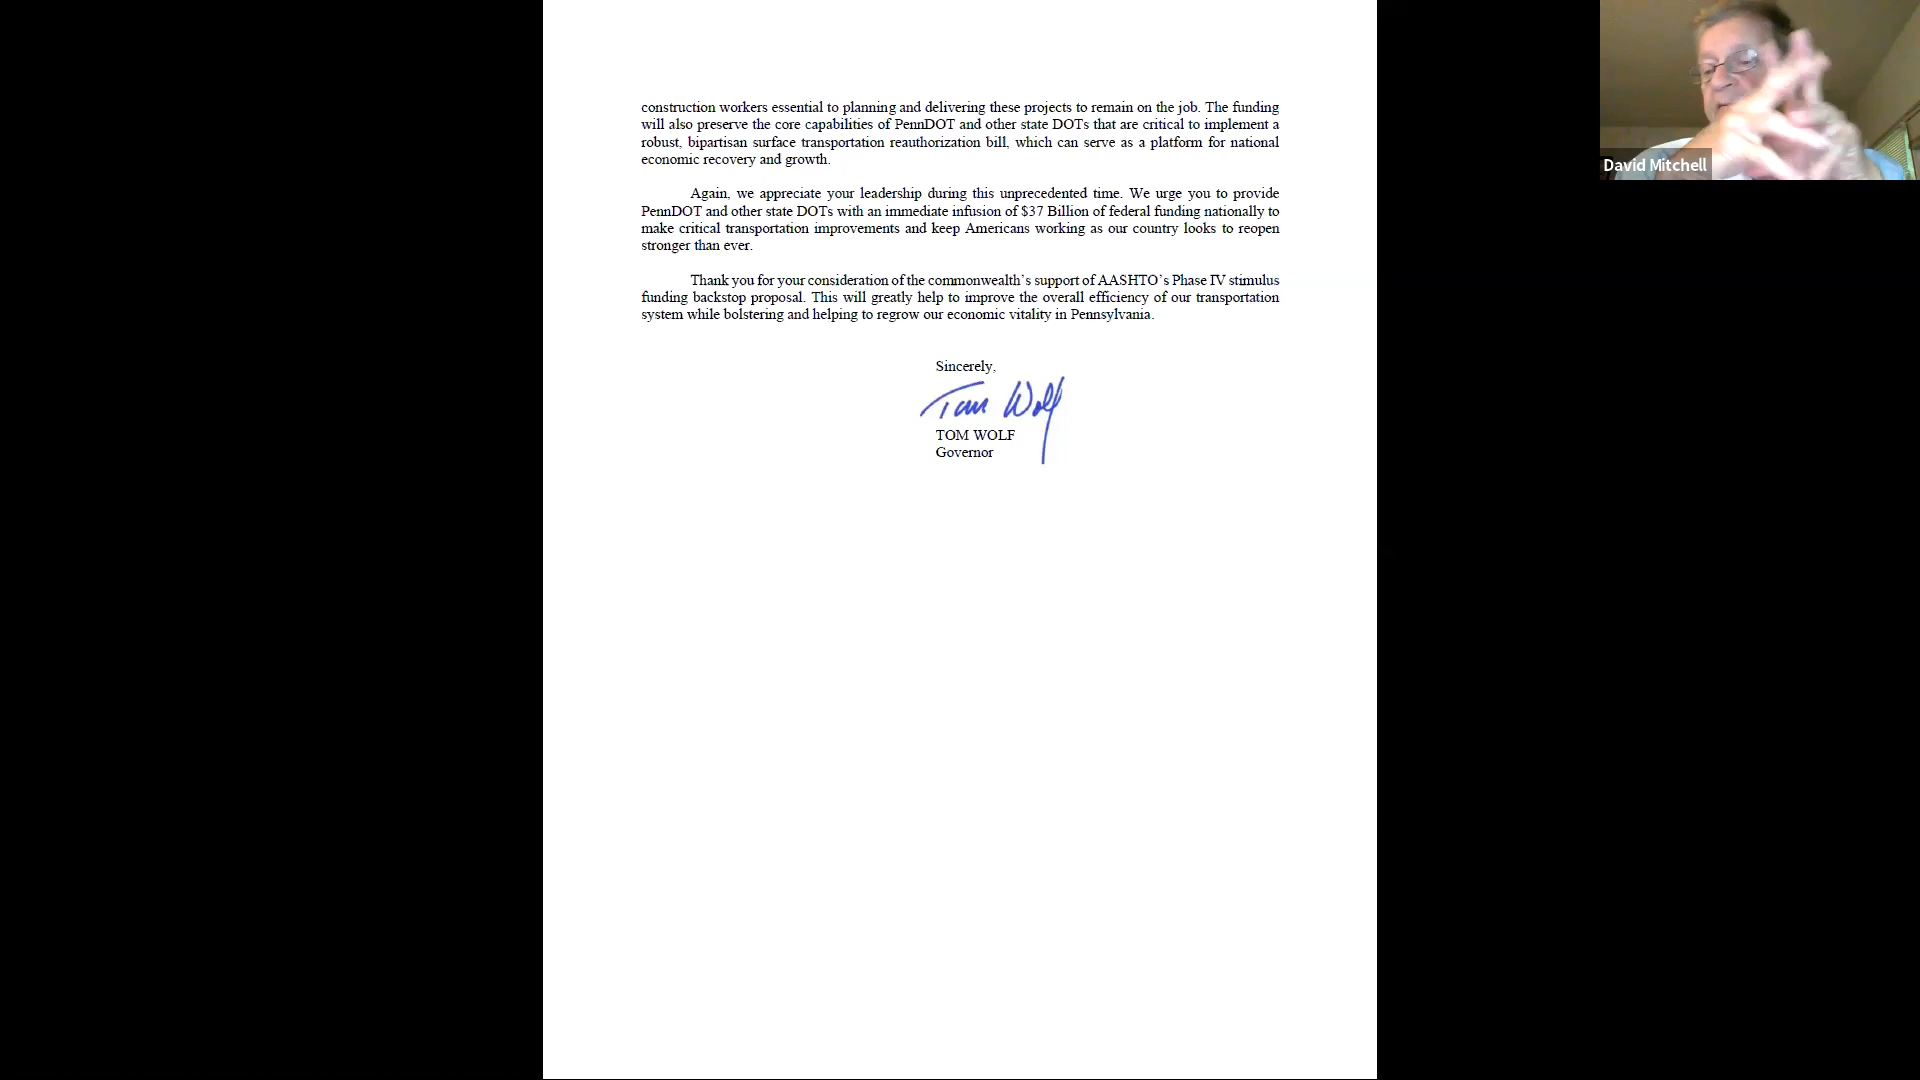 construction workers essential to planning and delivering these projects to remain on the job. The funding
will also preserve the core capabilities of PennDOT and other state DOTs that are critical to implement a
robust, bipartisan surface transportation reauthorization bill, which can serve as a platform for national
economic recovery and growth.
Again, we appreciate your leadership during this unprecedented time. We urge you to provide
PennDOT and other state DOTs with an immediate infusion of $37 Billion of federal funding nationally to
make critical transportation improvements and keep Americans working as our country looks to reopen
stronger than ever.
Thank you for your consideration of the commonwealth’s support of AASHTO’s Phase IV stimulus
funding backstop proposal. This will greatly help to improve the overall efficiency of our transportation
system while bolstering and helping to regrow our economic vitality in Pennsylvania.
Sincerely,
Tom Wolf
TOM WOLF
Governor
David Mitchell